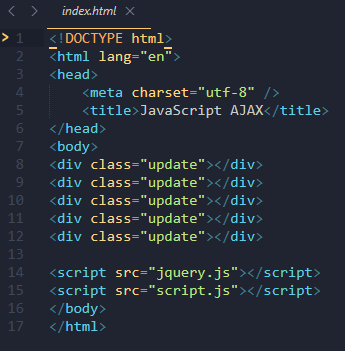 index.html
1 <!DOCTYPE html>
2 <html lang="en">
3 <head>
4     <meta charset="utf-8" />
5     <title>JavaScript AJAX</title>
6 </head>
7 <body>
8 <div class="update"></div>
9 <div class="update"></div>
10 <div class="update"></div>
11 <div class="update"></div>
12 <div class="update"></div>
13
14 <script src="jquery.js"></script>
15 <script src="script.js"></script>
16 </body>
17 </html>